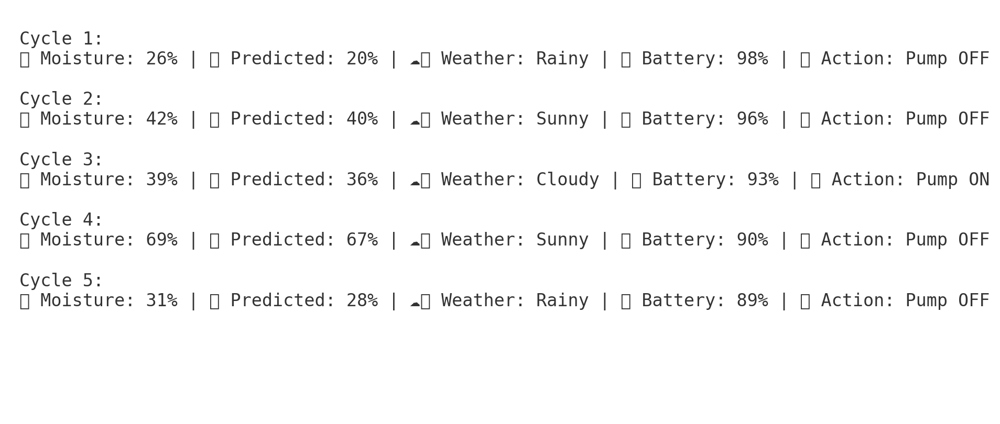 Cycle 1:
▯ Moisture: 26% | ▯ Predicted: 20% | ☁▯ Weather: Rainy | ▯ Battery: 98% | ▯ Action: Pump OFF
Cycle 2:
▯ Moisture: 42% | ▯ Predicted: 40% | ☁▯ Weather: Sunny | ▯ Battery: 96% | ▯ Action: Pump OFF
Cycle 3:
▯ Moisture: 39% | ▯ Predicted: 36% | ☁▯ Weather: Cloudy | ▯ Battery: 93% | ▯ Action: Pump ON
Cycle 4:
▯ Moisture: 69% | ▯ Predicted: 67% | ☁▯ Weather: Sunny | ▯ Battery: 90% | ▯ Action: Pump OFF
Cycle 5:
▯ Moisture: 31% | ▯ Predicted: 28% | ☁▯ Weather: Rainy | ▯ Battery: 89% | ▯ Action: Pump OFF